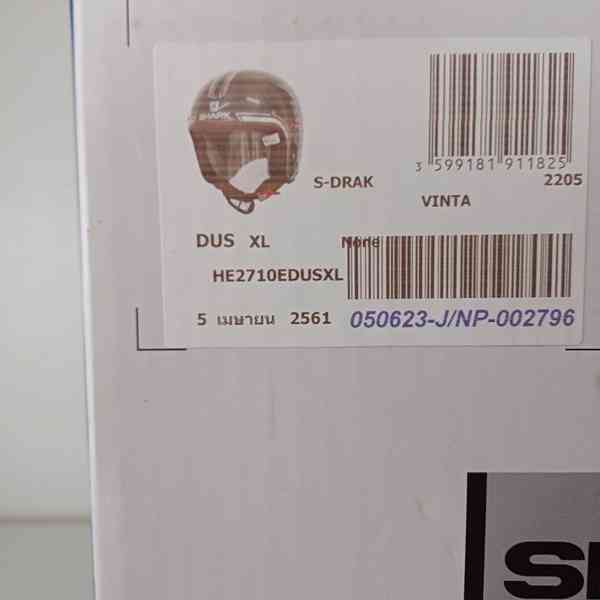 SHARK
3 599181 911825
S-DRAK
2205
VINTA
DUS XL
None
HE2710EDUSXL
5 เมษายน 2561
050623-J/NP-002796